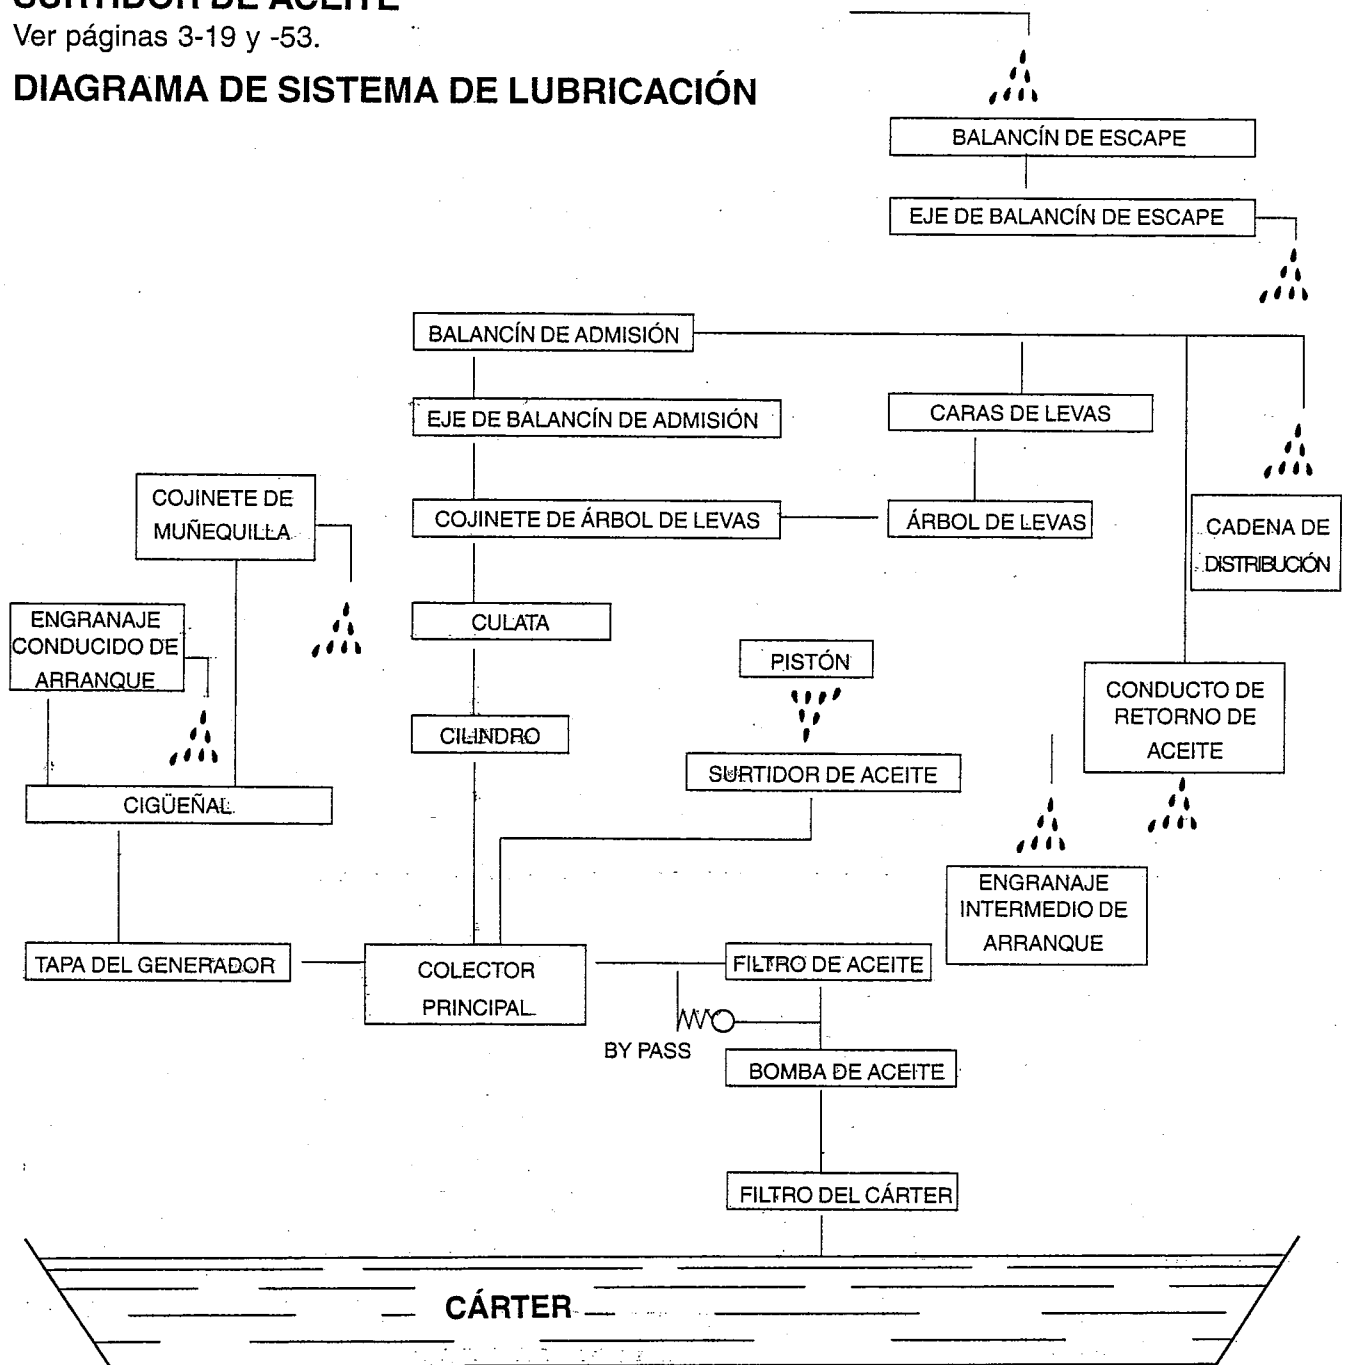 SURTIDOR DE ACEITE
Ver páginas 3-19 y -53.
DIAGRAMA DE SISTEMA DE LUBRICACIÓN
BALANCÍN DE ESCAPE
EJE DE BALANCÍN DE ESCAPE
BALANCÍN DE ADMISIÓN
EJE DE BALANCÍN DE ADMISIÓN
CARAS DE LEVAS
COJINETE DE
MUÑEQUILLA
COJINETE DE ÁRBOL DE LEVAS
ÁRBOL DE LEVAS
CADENA DE
DISTRIBUCIÓN
ENGRANAJE
CONDUCIDO DE
ARRANQUE
CULATA
PISTÓN
CONDUCTO DE
RETORNO DE
ACEITE
CILINDRO
SURTIDOR DE ACEITE
CIGÜEÑAL
ENGRANAJE
INTERMEDIO DE
ARRANQUE
TAPA DEL GENERADOR
COLECTOR
PRINCIPAL
FILTRO DE ACEITE
BY PASS
BOMBA DE ACEITE
FILTRO DEL CÁRTER
CÁRTER